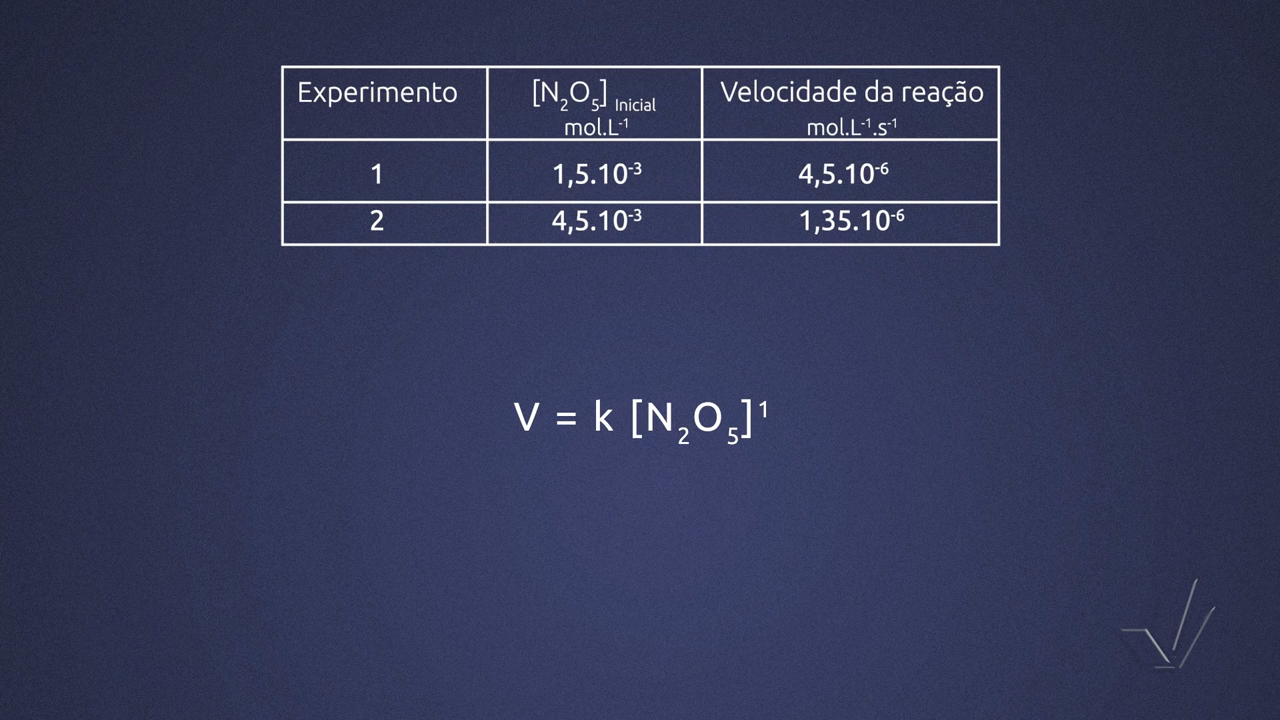 Experimento [N₂O₅] Inicial Velocidade da reação
mol.L⁻¹ mol.L⁻¹.s⁻¹
1 1,5.10⁻³ 4,5.10⁻⁶
2 4,5.10⁻³ 1,35.10⁻⁶
V = k [N₂O₅]¹